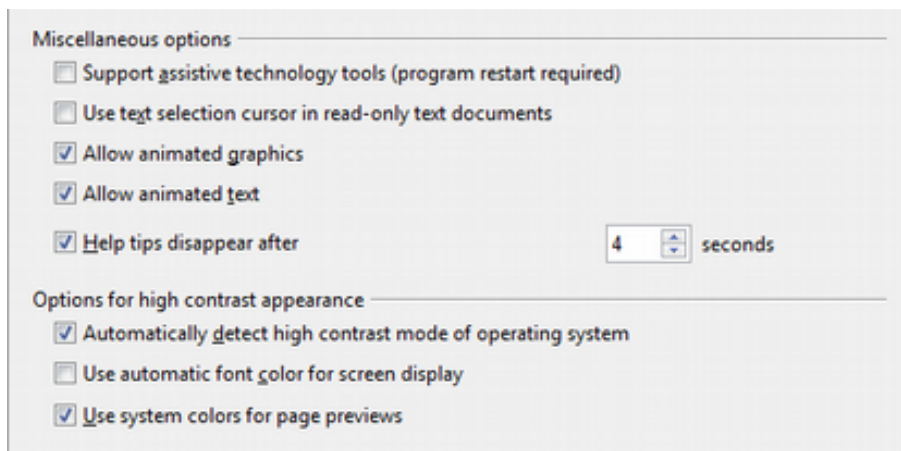 Miscellaneous options
Support assistive technology tools (program restart required)
Use text selection cursor in read-only text documents
Allow animated graphics
Allow animated text
Help tips disappear after 4 seconds
Options for high contrast appearance
Automatically detect high contrast mode of operating system
Use automatic font color for screen display
Use system colors for page previews